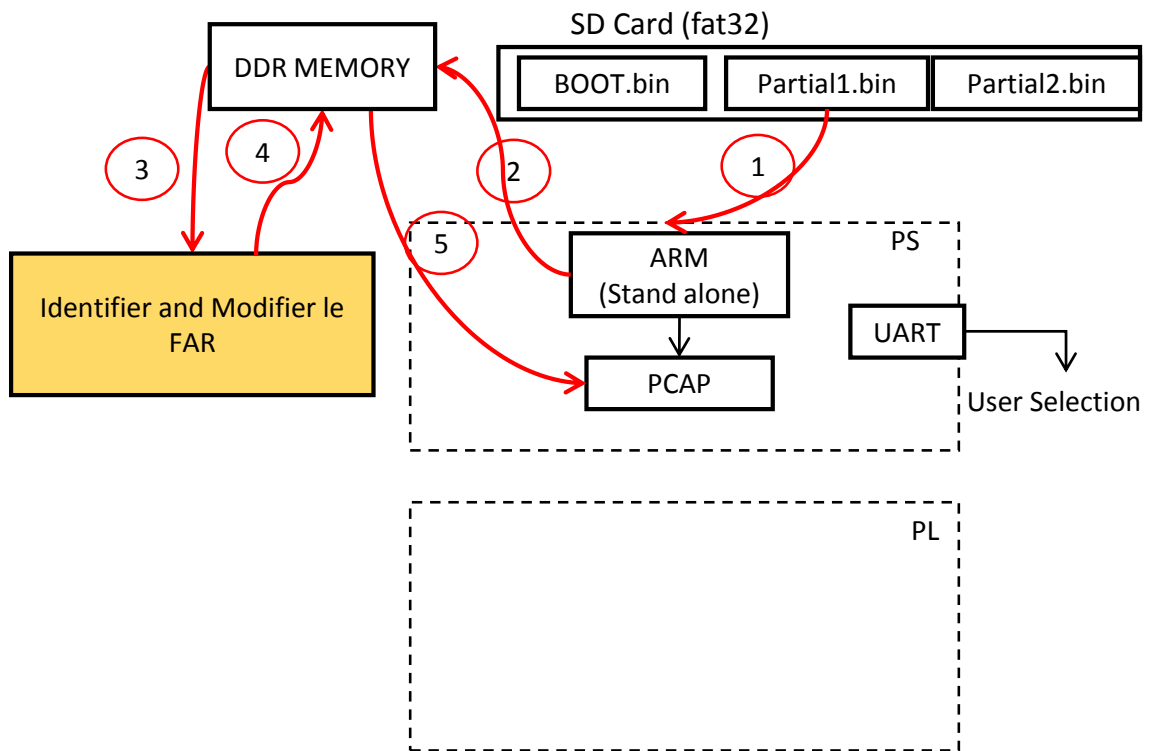 SD Card (fat32)
DDR MEMORY
BOOT.bin
Partial1.bin
Partial2.bin
3
4
2
1
5
PS
ARM
(Stand alone)
Identifier and Modifier le
FAR
UART
PCAP
User Selection
PL